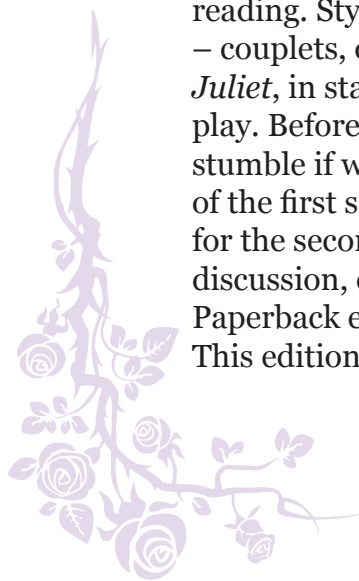 reading. Sty
– couplets,
Juliet, in sta
play. Before
stumble if w
of the first s
for the secon
discussion,
Paperback e
This edition